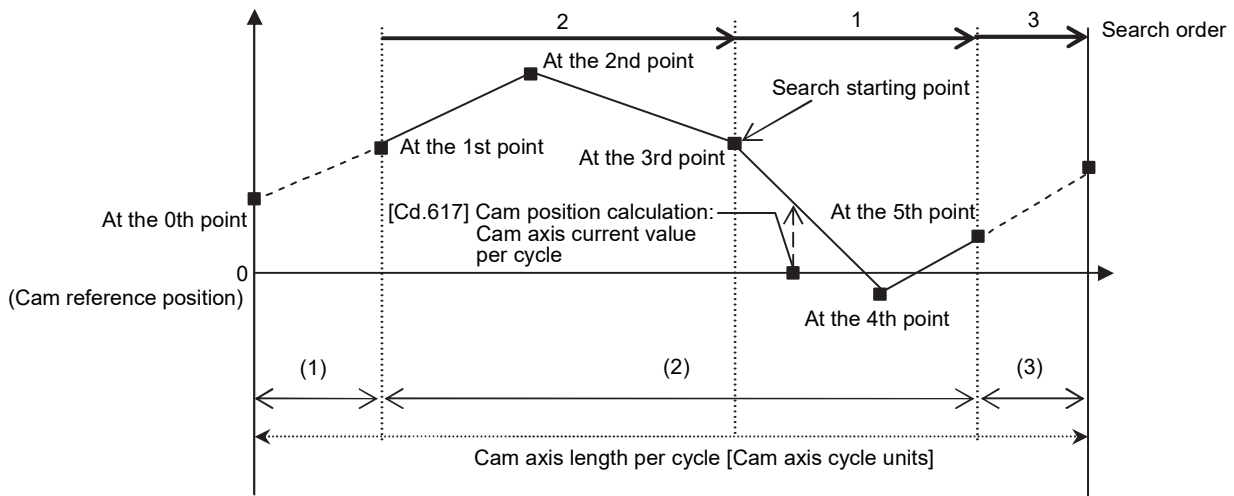 2
1
3
Search order
At the 2nd point
Search starting point
At the 1st point
At the 3rd point
At the 0th point
[Cd.617] Cam position calculation:
Cam axis current value
per cycle
At the 5th point
0
(Cam reference position)
At the 4th point
(1)
(2)
(3)
Cam axis length per cycle [Cam axis cycle units]